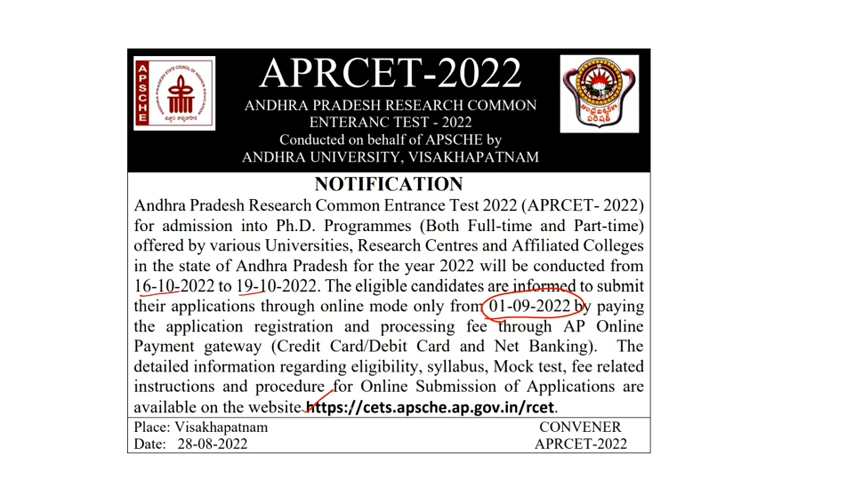 APRCET-2022
ANDHRA PRADESH RESEARCH COMMON
ENTERANC TEST - 2022
Conducted on behalf of APSCHE by
ANDHRA UNIVERSITY, VISAKHAPATNAM
APSCHE
NOTIFICATION
Andhra Pradesh Research Common Entrance Test 2022 (APRCET- 2022)
for admission into Ph.D. Programmes (Both Full-time and Part-time)
offered by various Universities, Research Centres and Affiliated Colleges
in the state of Andhra Pradesh for the year 2022 will be conducted from
16-10-2022 to 19-10-2022. The eligible candidates are informed to submit
their applications through online mode only from 01-09-2022 by paying
the application registration and processing fee through AP Online
Payment gateway (Credit Card/Debit Card and Net Banking). The
detailed information regarding eligibility, syllabus, Mock test, fee related
instructions and procedure for Online Submission of Applications are
available on the website https://cets.apsche.ap.gov.in/rcet.
Place: Visakhapatnam
Date: 28-08-2022
CONVENER
APRCET-2022